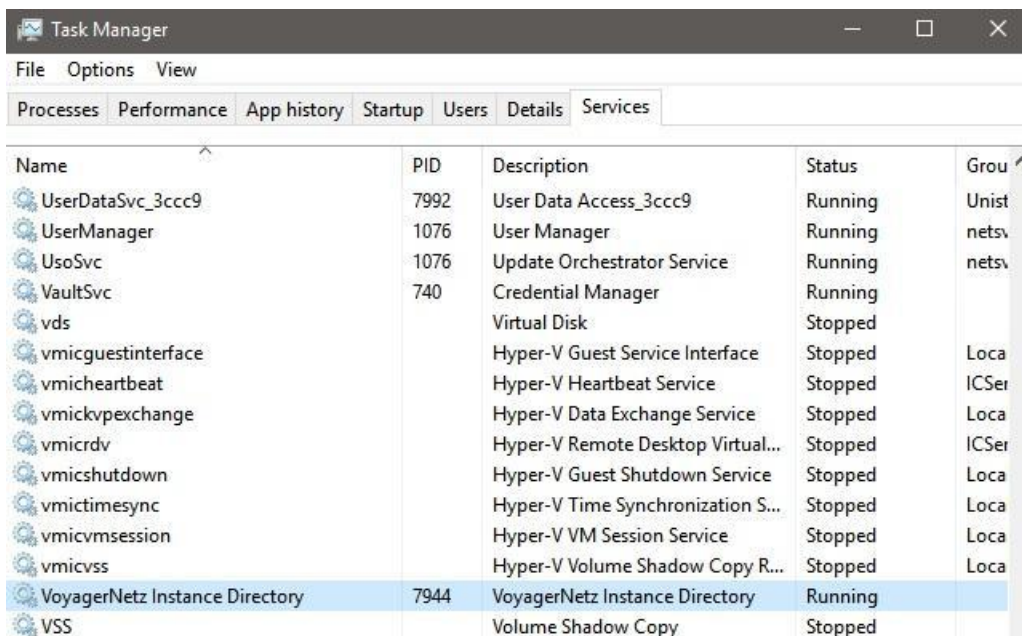 Task Manager
File Options View
Processes Performance App history Startup Users Details Services
Name PID Description Status Grou
UserDataSvc_3ccc9 7992 User Data Access_3ccc9 Running Unist
UserManager 1076 User Manager Running netsv
UsoSvc 1076 Update Orchestrator Service Running netsv
VaultSvc 740 Credential Manager Running
vds Virtual Disk Stopped
vmicguestinterface Hyper-V Guest Service Interface Stopped Loca
vmicheartbeat Hyper-V Heartbeat Service Stopped ICSer
vmickvpexchange Hyper-V Data Exchange Service Stopped Loca
vmicrdv Hyper-V Remote Desktop Virtual... Stopped ICSer
vmicshutdown Hyper-V Guest Shutdown Service Stopped Loca
vmictimesync Hyper-V Time Synchronization S... Stopped Loca
vmicvmsession Hyper-V VM Session Service Stopped Loca
vmicvss Hyper-V Volume Shadow Copy R... Stopped Loca
VoyagerNetz Instance Directory 7944 VoyagerNetz Instance Directory Running
VSS Volume Shadow Copy Stopped